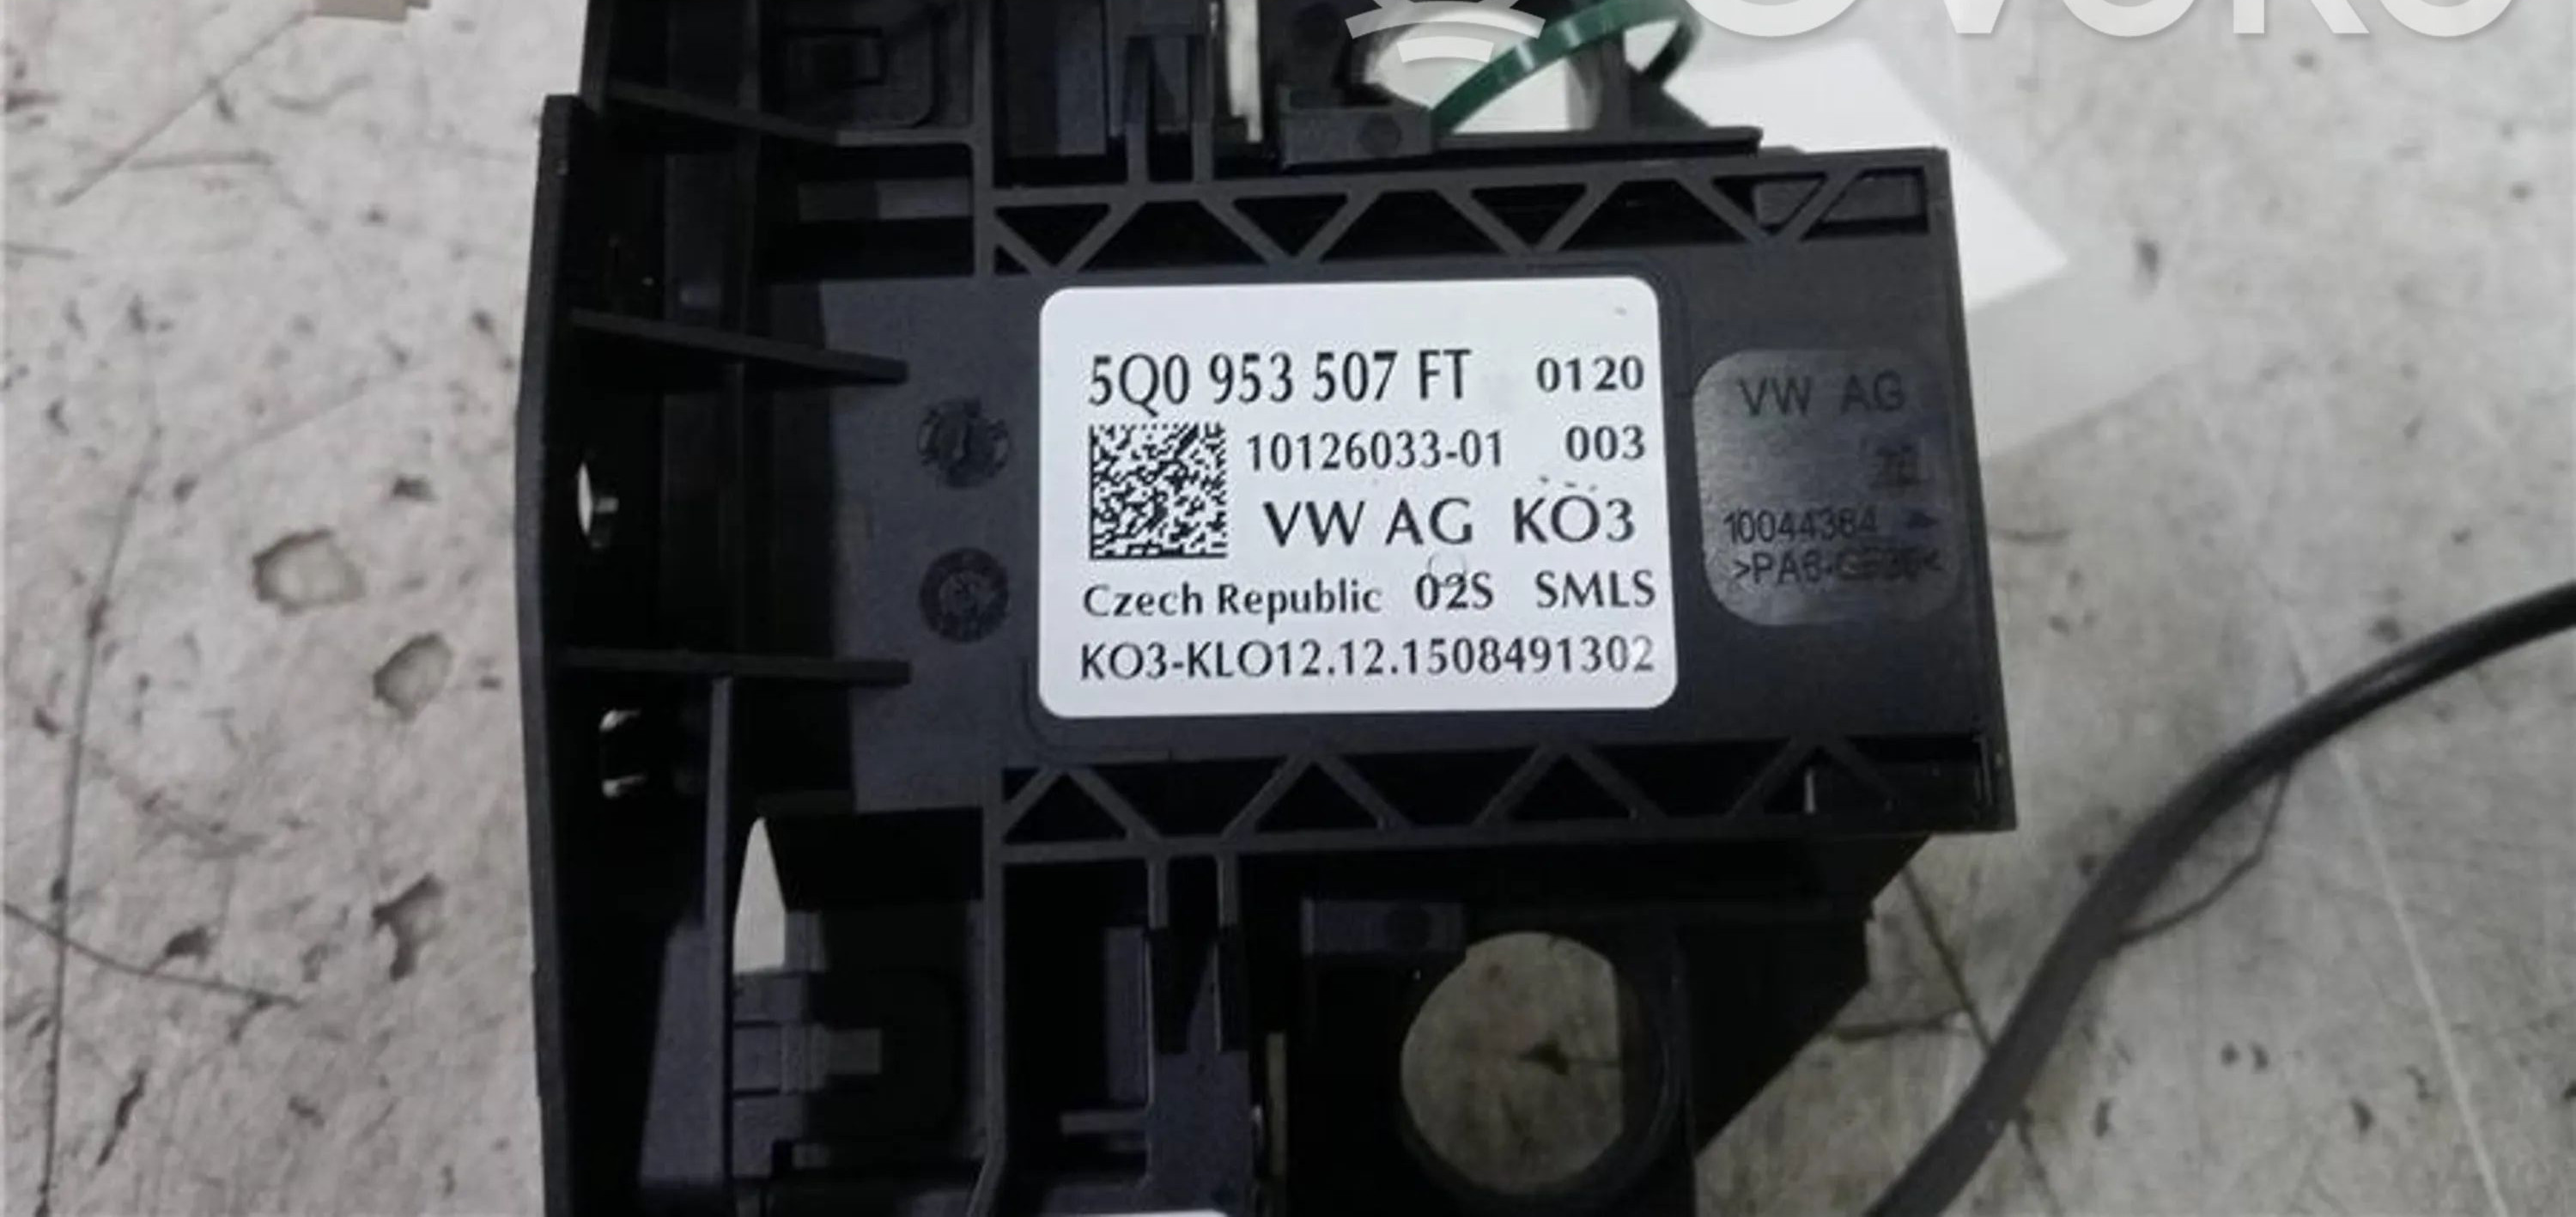 5Q0 953 507 FT 0120
10126033-01 003
VW AG KO3
Czech Republic 02S SMLS
KO3-KLO12.12.1508491302
VW AG
10044384